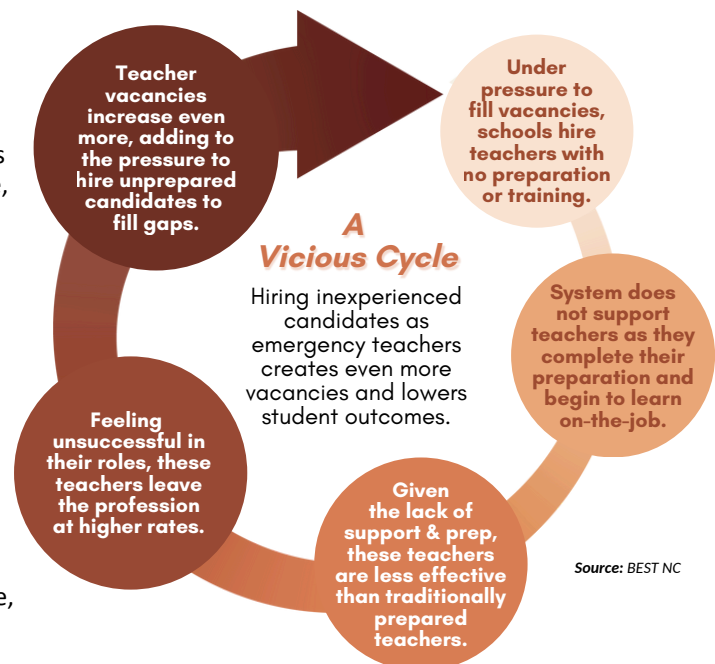 Teacher
vacancies
increase even
more, adding to
the pressure to
hire unprepared
candidates to
fill gaps.
Under
pressure to
fill vacancies,
schools hire
teachers with
no preparation
or training.
A
Vicious Cycle
Hiring inexperienced
candidates as
emergency teachers
creates even more
vacancies and lowers
student outcomes.
System does
not support
teachers as they
complete their
preparation and
begin to learn
on-the-job.
Feeling
unsuccessful in
their roles, these
teachers leave
the profession
at higher rates.
Given
the lack of
support & prep,
these teachers
are less effective
than traditionally
prepared
teachers.
Source: BEST NC